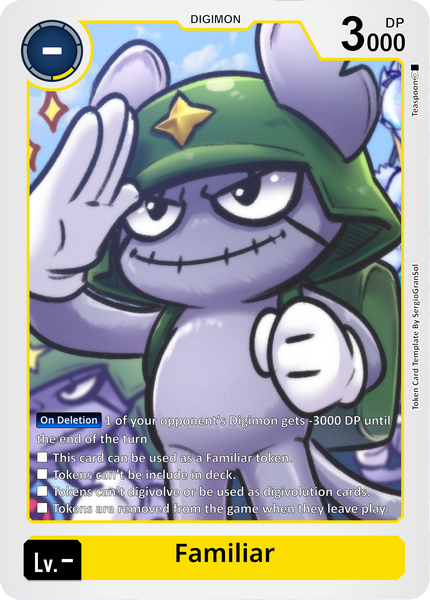 DIGIMON
-
3000
DP
Teaspoon
Token Card Template By SergioGranSol
On Deletion 1 of your opponent's Digimon gets -3000 DP until
the end of the turn
This card can be used as a Familiar token.
Tokens can't be include in deck.
Tokens can't digivolve or be used as digivolution cards.
Tokens are removed from the game when they leave play.
Lv.-
Familiar